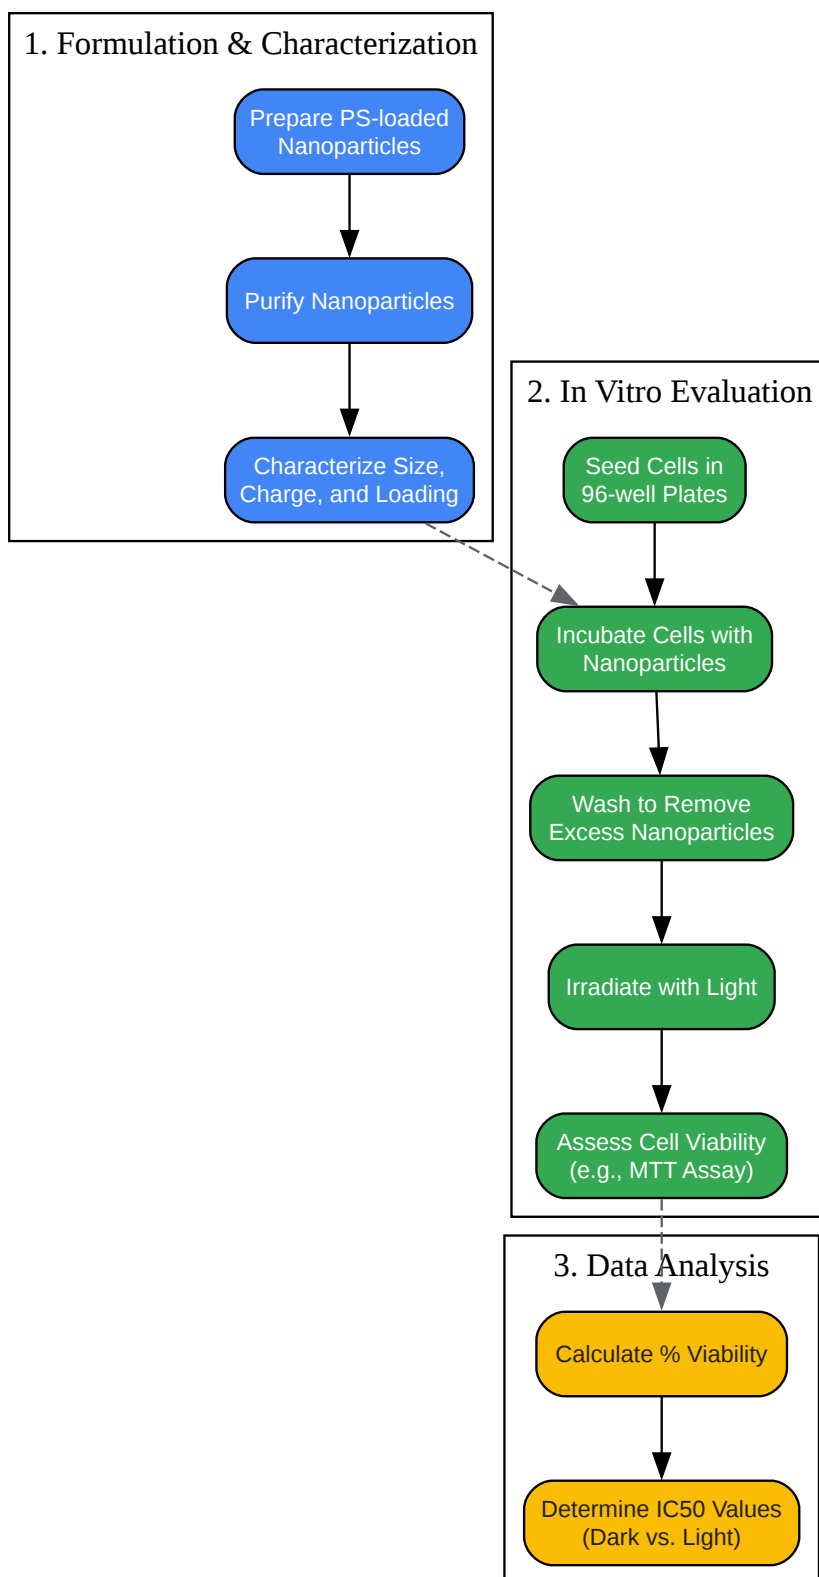 1. Formulation & Characterization
Prepare PS-loaded
Nanoparticles
Purify Nanoparticles
Characterize Size,
Charge, and Loading
2. In Vitro Evaluation
Seed Cells in
96-well Plates
Incubate Cells with
Nanoparticles
Wash to Remove
Excess Nanoparticles
Irradiate with Light
Assess Cell Viability
(e.g., MTT Assay)
3. Data Analysis
Calculate % Viability
Determine IC50 Values
(Dark vs. Light)